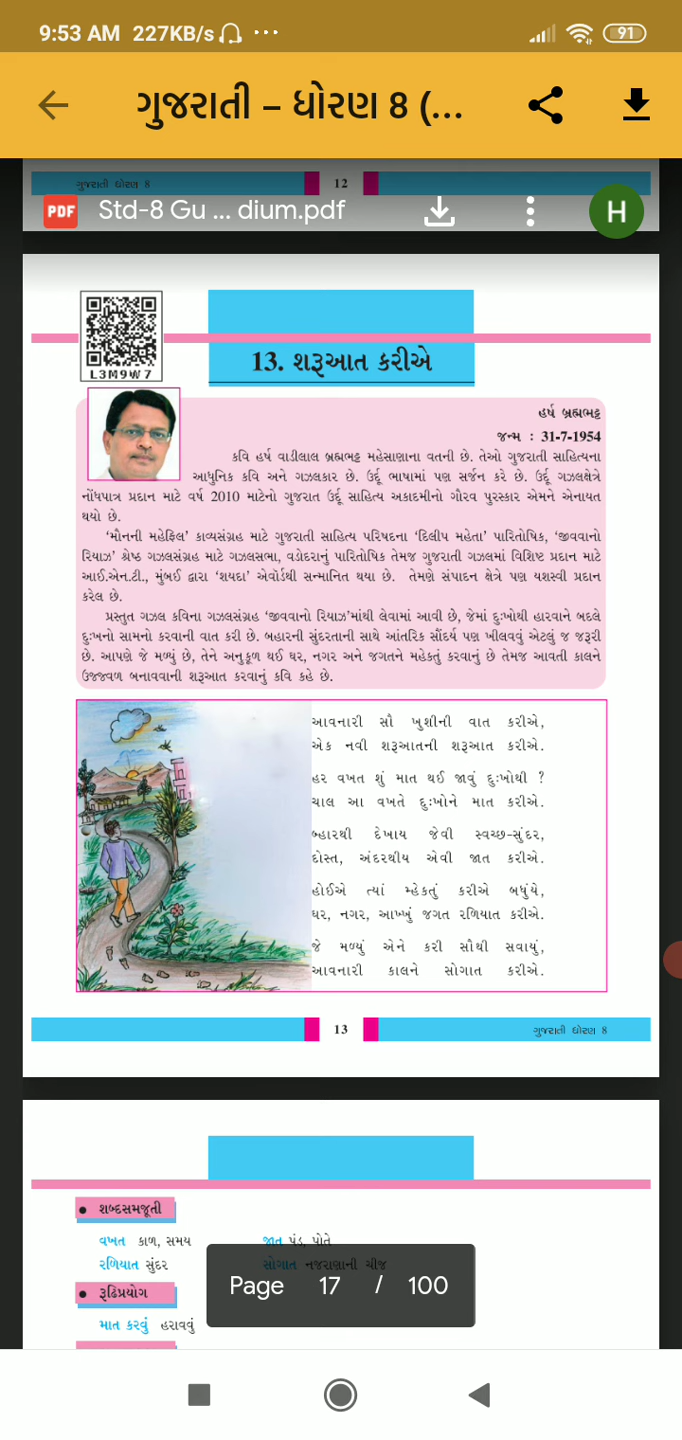 9:53 AM 227KB/s ...
91
ગુજરાતી – ધોરણ 8 (...
ગુજરાતી ધોરણ 8
12
PDF Std-8 Gu ... dium.pdf
H
L3M9W7
13. શરૂઆત કરીએ
હર્ષ બ્રહ્મભટ્ટ
જન્મ : 31-7-1954
કવિ હર્ષ વાડીલાલ બ્રહ્મભટ્ટ મહેસાણાના વતની છે. તેઓ ગુજરાતી સાહિત્યના
આધુનિક કવિ અને ગઝલકાર છે. ઉર્દૂ ભાષામાં પણ સર્જન કરે છે. ઉર્દૂ ગઝલક્ષેત્રે
નોંધપાત્ર પ્રદાન માટે વર્ષ 2010 માટેનો ગુજરાત ઉર્દૂ સાહિત્ય અકાદમીનો ગૌરવ પુરસ્કાર એમને એનાયત
થયો છે.
‘મૌનની મહેફિલ’ કાવ્યસંગ્રહ માટે ગુજરાતી સાહિત્ય પરિષદના ‘દિલીપ મહેતા’ પારિતોષિક, ‘જીવવાનો
રિયાઝ’ શ્રેષ્ઠ ગઝલસંગ્રહ માટે ગઝલસભા, વડોદરાનું પારિતોષિક તેમજ ગુજરાતી ગઝલમાં વિશિષ્ટ પ્રદાન માટે
આઈ.એન.ટી., મુંબઈ દ્વારા ‘શયદા’ એવૉર્ડથી સન્માનિત થયા છે. તેમણે સંપાદન ક્ષેત્રે પણ યશસ્વી પ્રદાન
કરેલ છે.
પ્રસ્તુત ગઝલ કવિના ગઝલસંગ્રહ ‘જીવવાનો રિયાઝ’માંથી લેવામાં આવી છે, જેમાં દુઃખોથી હારવાને બદલે
દુઃખનો સામનો કરવાની વાત કરી છે. બહારની સુંદરતાની સાથે આંતરિક સૌંદર્ય પણ ખીલવવું એટલું જ જરૂરી
છે. આપણે જે મળ્યું છે, તેને અનુકૂળ થઈ ઘર, નગર અને જગતને મહેકતું કરવાનું છે તેમજ આવતી કાલને
ઉજ્જ્વળ બનાવવાની શરૂઆત કરવાનું કવિ કહે છે.
આવનારી સૌ ખુશીની વાત કરીએ,
એક નવી શરૂઆતની શરૂઆત કરીએ.
હર વખત શું માત થઈ જાવું દુઃખોથી ?
ચાલ આ વખતે દુઃખોને માત કરીએ.
બ્હારથી દેખાય જેવી સ્વચ્છ-સુંદર,
દોસ્ત, અંદરથીય એવી જાત કરીએ.
હોઈએ ત્યાં મ્હેકતું કરીએ બધુંયે,
ઘર, નગર, આખ્ખું જગત રળિયાત કરીએ.
જે મળ્યું એને કરી સૌથી સવાયું,
આવનારી કાલને સોગાત કરીએ.
13
ગુજરાતી ધોરણ 8
• શબ્દસમજૂતી
વખત કાળ, સમય જાત પંડ, પોતે
રળિયાત સુંદર સોગાત નજરાણાની ચીજ
• રૂઢિપ્રયોગ
માત કરવું હરાવવું
Page 17 / 100